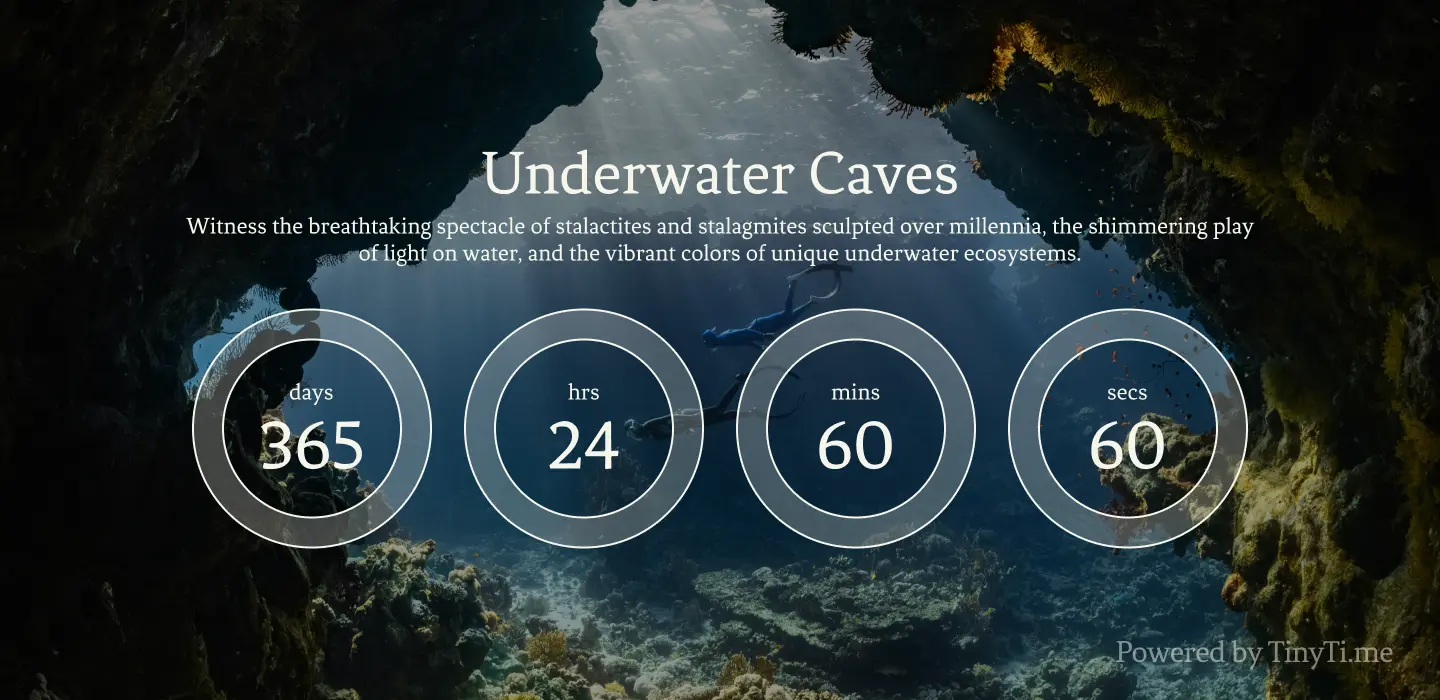 Underwater Caves
Witness the breathtaking spectacle of stalactites and stalagmites sculpted over millennia, the shimmering play
of light on water, and the vibrant colors of unique underwater ecosystems.
days hrs mins secs
365 24 60 60
Powered by TinyTi.me